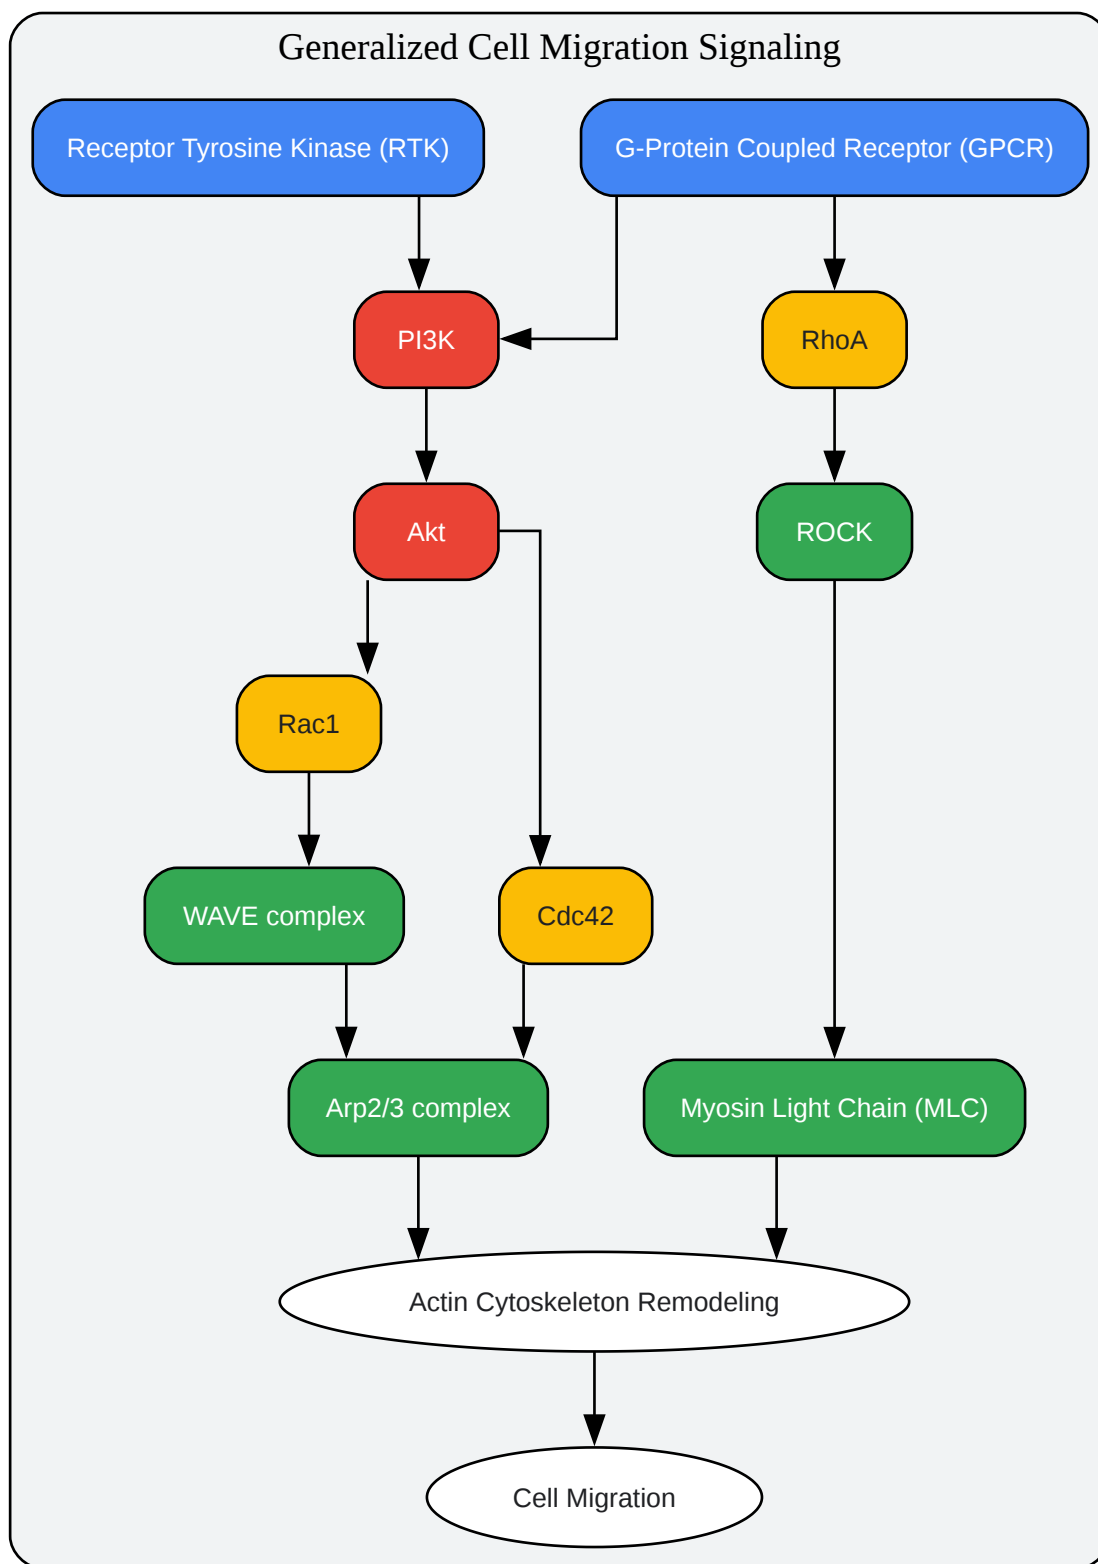 Generalized Cell Migration Signaling
Receptor Tyrosine Kinase (RTK)
G-Protein Coupled Receptor (GPCR)
PI3K
RhoA
Akt
ROCK
Rac1
WAVE complex
Cdc42
Arp2/3 complex
Myosin Light Chain (MLC)
Actin Cytoskeleton Remodeling
Cell Migration